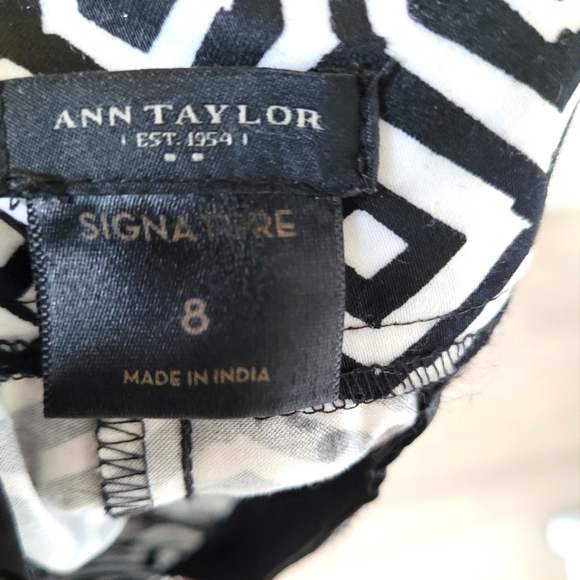 ANN TAYLOR
EST. 1954
SIGNATURE
8
MADE IN INDIA